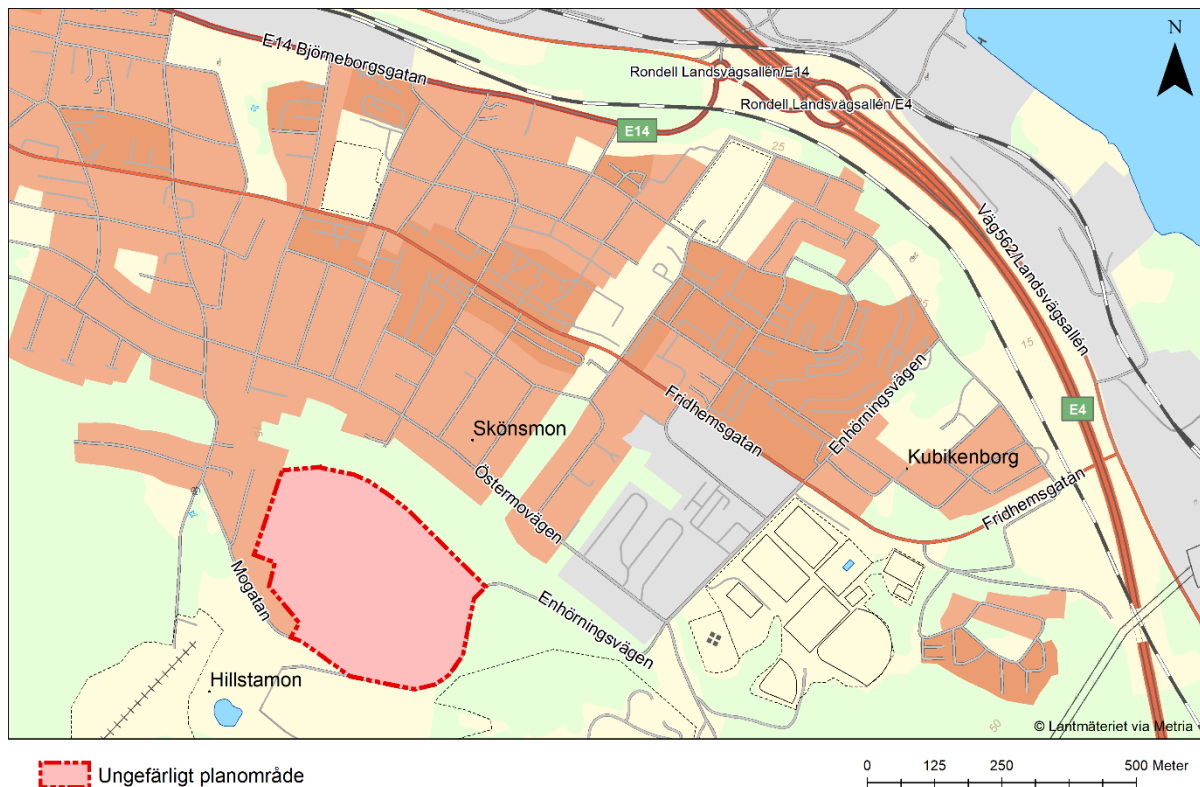 E14 Björneborgsgatan
N
Rondell Landsvägsallén/E14
Rondell Landsvägsallén/E4
E14
25
Väg562/Landsvägsallén
15
E4
Fridhemsgatan
Enhörningsvägen
Skönsmon
Kubikenborg
Östermovägen
Fridhemsgatan
Mogatan
Enhörningsvägen
Hillstamon
50
© Lantmäteriet via Metria
Ungefärligt planområde
0 125 250 500 Meter